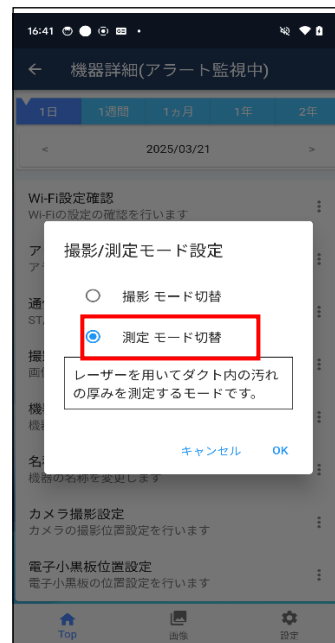 16:41
機器詳細(アラート監視中)
1日 1週間 1ヵ月 1年 2年
< 2025/03/21 >
Wi-Fi設定確認
Wi-Fiの設定の確認を行います
ア
ア
撮影/測定モード設定
撮影 モード切替
通
ST
測定 モード切替
撮
画
レーザーを用いてダクト内の汚れ
の厚みを測定するモードです。
機
機
キャンセル OK
名
機器の名称を変更します
カメラ撮影設定
カメラの撮影位置設定を行います
電子小黒板位置設定
電子小黒板の位置設定を行います
Top 画像 設定